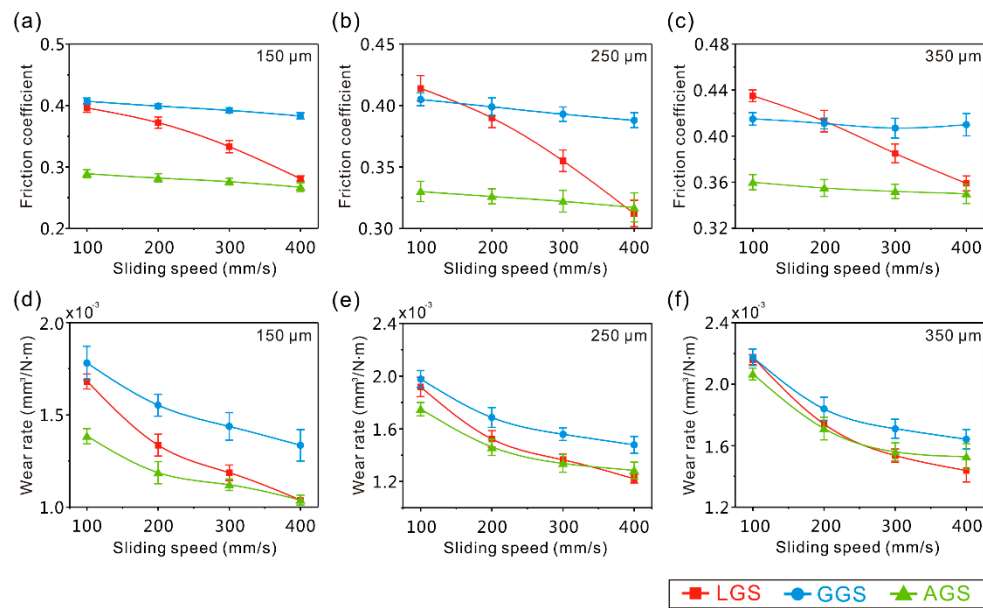 (a)
(b)
(c)
150 μm
250 μm
350 μm
Friction coefficient
0.5
0.4
0.3
0.2
Friction coefficient
0.45
0.40
0.35
0.30
Friction coefficient
0.48
0.44
0.40
0.36
0.32
100 200 300 400
100 200 300 400
100 200 300 400
Sliding speed (mm/s)
Sliding speed (mm/s)
Sliding speed (mm/s)
(d)
(e)
(f)
×10⁻³
×10⁻³
×10⁻³
150 μm
250 μm
350 μm
Wear rate (mm³/N·m)
2.0
1.5
1.0
Wear rate (mm³/N·m)
2.4
2.0
1.6
1.2
Wear rate (mm³/N·m)
2.4
2.0
1.6
1.2
100 200 300 400
100 200 300 400
100 200 300 400
Sliding speed (mm/s)
Sliding speed (mm/s)
Sliding speed (mm/s)
LGS GGS AGS